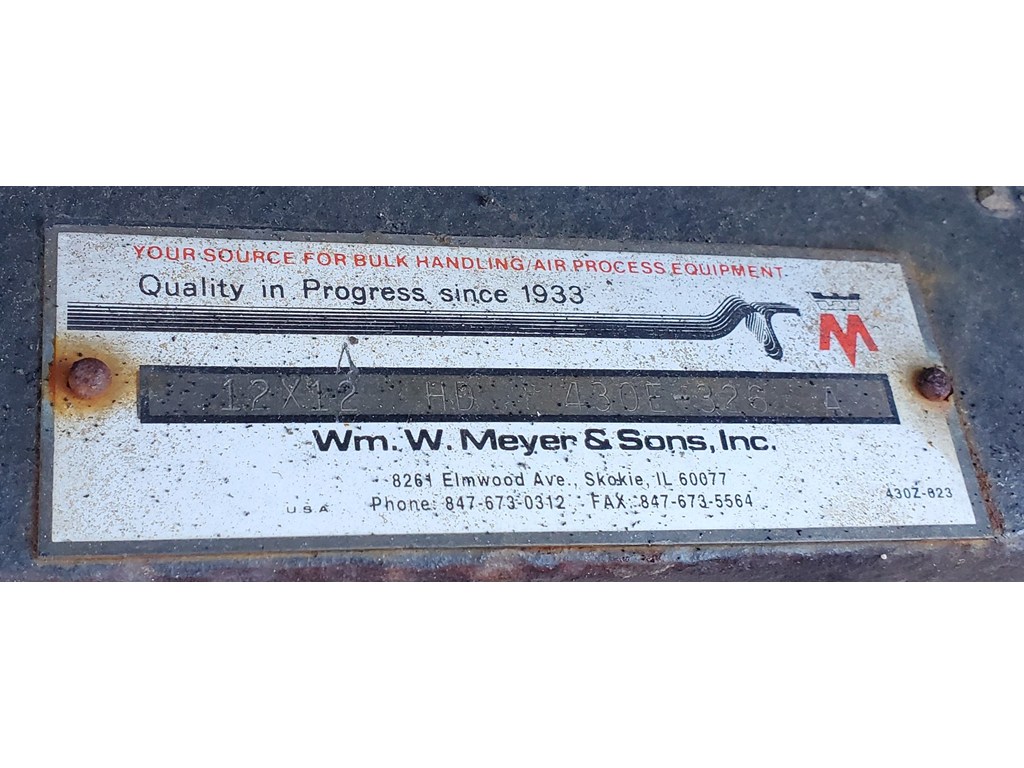 YOUR SOURCE FOR BULK HANDLING/AIR PROCESS EQUIPMENT
Quality in Progress since 1933
M
12X12 HD 430E-326 4
Wm. W. Meyer & Sons, Inc.
8261 Elmwood Ave., Skokie, IL 60077
USA Phone: 847-673-0312 FAX: 847-673-5564 430Z-823